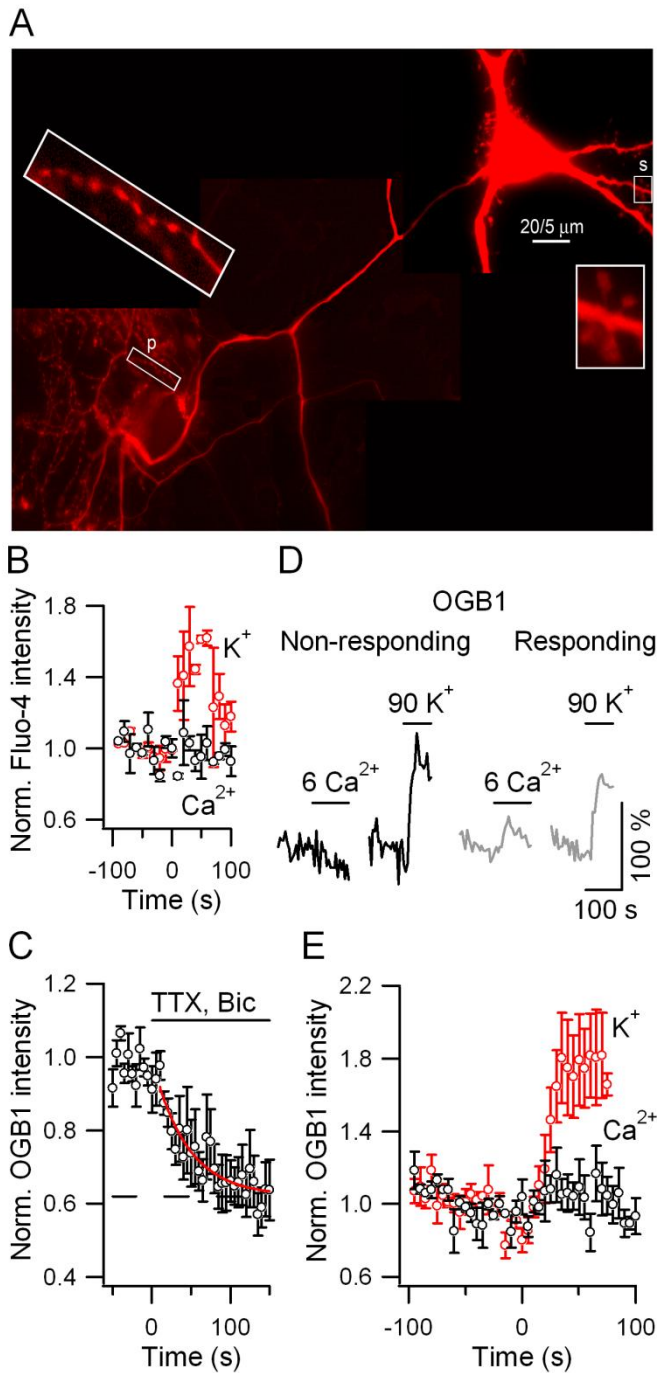 A
s
20/5 μm
p
B
Norm. Fluo-4 intensity
1.8
1.4
1.0
0.6
K+
Ca2+
-100 0 100
Time (s)
D
OGB1
Non-responding Responding
90 K+ 90 K+
6 Ca2+ 6 Ca2+
100 %
100 s
C
Norm. OGB1 intensity
1.2
1.0
0.8
0.6
0.4
TTX, Bic
0 100
Time (s)
E
Norm. OGB1 intensity
2.2
1.8
1.4
1.0
0.6
K+
Ca2+
-100 0 100
Time (s)